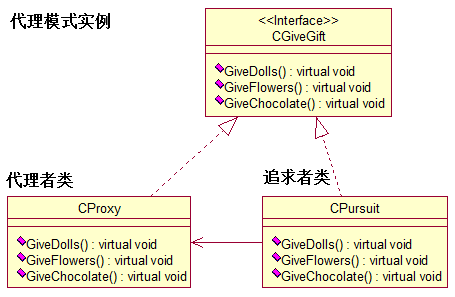 代理模式实例
<<Interface>>
CGiveGift
GiveDolls() : virtual void
GiveFlowers() : virtual void
GiveChocolate() : virtual void
代理者类
追求者类
CProxy
GiveDolls() : virtual void
GiveFlowers() : virtual void
GiveChocolate() : virtual void
CPursuit
GiveDolls() : virtual void
GiveFlowers() : virtual void
GiveChocolate() : virtual void